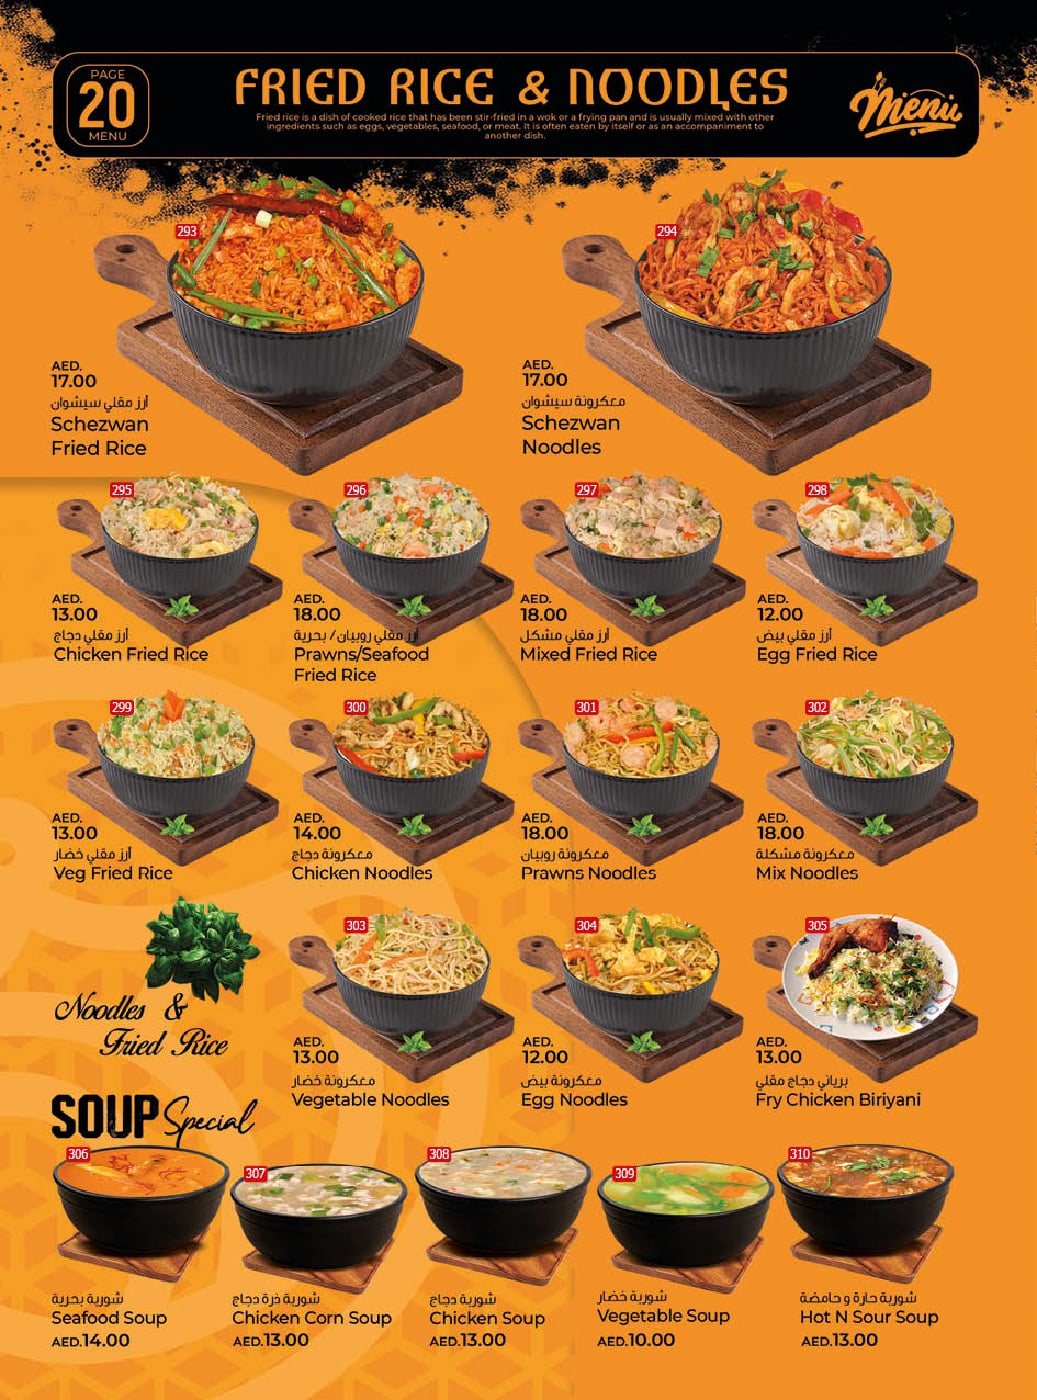 PAGE
20
MENU
FRIED RICE & NOODLES
Fried rice is a dish of cooked rice that has been stir-fried in a wok or a frying pan and is usually mixed with other
ingredients such as eggs, vegetables, seafood, or meat. It is often eaten by itself or as an accompaniment to
another dish.
Menu
293
AED.
17.00
أرز مقلي سيشوان
Schezwan
Fried Rice
294
AED.
17.00
معكرونة سيشوان
Schezwan
Noodles
295
AED.
13.00
أرز مقلي دجاج
Chicken Fried Rice
296
AED.
18.00
أرز مقلي روبيان/ بحرية
Prawns/Seafood
Fried Rice
297
AED.
18.00
أرز مقلي مشكل
Mixed Fried Rice
298
AED.
12.00
أرز مقلي بيض
Egg Fried Rice
299
AED.
13.00
أرز مقلي خضار
Veg Fried Rice
300
AED.
14.00
معكرونة دجاج
Chicken Noodles
301
AED.
18.00
معكرونة روبيان
Prawns Noodles
302
AED.
18.00
معكرونة مشكلة
Mix Noodles
Noodles &
Fried Rice
303
AED.
13.00
معكرونة خضار
Vegetable Noodles
304
AED.
12.00
معكرونة بيض
Egg Noodles
305
AED.
13.00
برياني دجاج مقلي
Fry Chicken Biriyani
SOUP Special
306
شوربة بحرية
Seafood Soup
AED.14.00
307
شوربة ذرة دجاج
Chicken Corn Soup
AED.13.00
308
شوربة دجاج
Chicken Soup
AED.13.00
309
شوربة خضار
Vegetable Soup
AED.10.00
310
شوربة حارة و حامضة
Hot N Sour Soup
AED.13.00